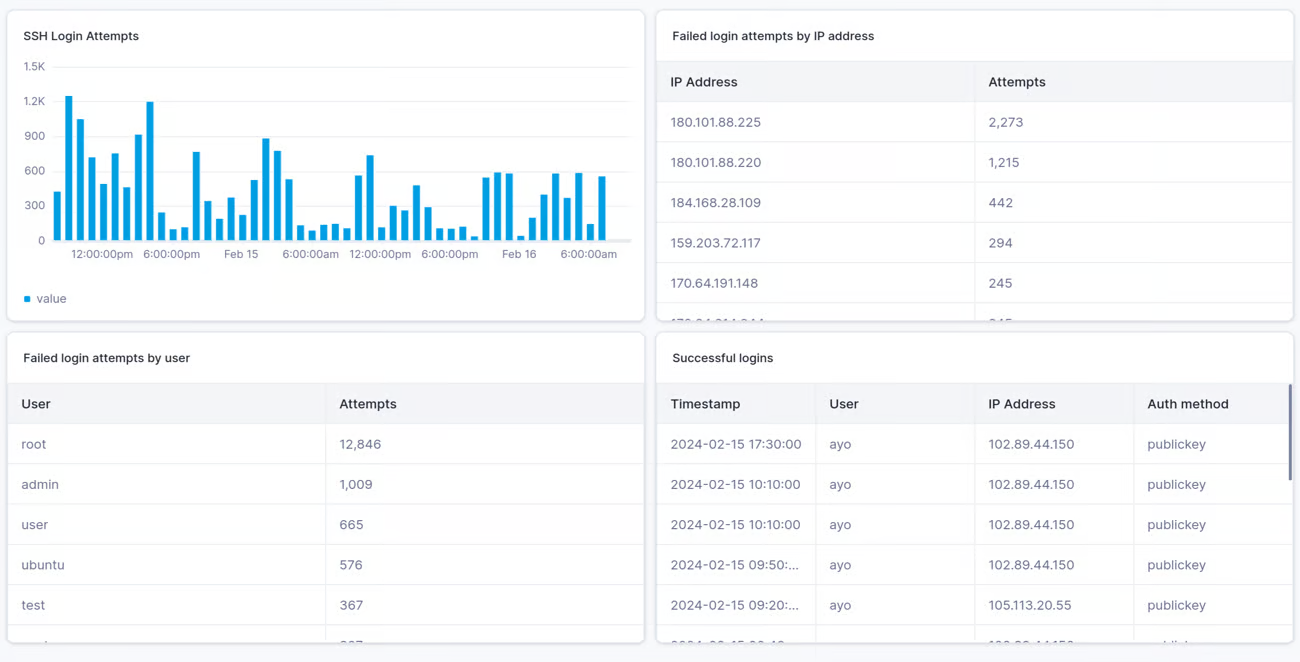 SSH Login Attempts
1.5K
1.2K
900
600
300
0
12:00:00pm 6:00:00pm Feb 15 6:00:00am 12:00:00pm 6:00:00pm Feb 16 6:00:00am
value
Failed login attempts by IP address
IP Address Attempts
180.101.88.225 2,273
180.101.88.220 1,215
184.168.28.109 442
159.203.72.117 294
170.64.191.148 245
Failed login attempts by user
User Attempts
root 12,846
admin 1,009
user 665
ubuntu 576
test 367
Successful logins
Timestamp User IP Address Auth method
2024-02-15 17:30:00 ayo 102.89.44.150 publickey
2024-02-15 10:10:00 ayo 102.89.44.150 publickey
2024-02-15 10:10:00 ayo 102.89.44.150 publickey
2024-02-15 09:50:... ayo 102.89.44.150 publickey
2024-02-15 09:20:... ayo 105.113.20.55 publickey